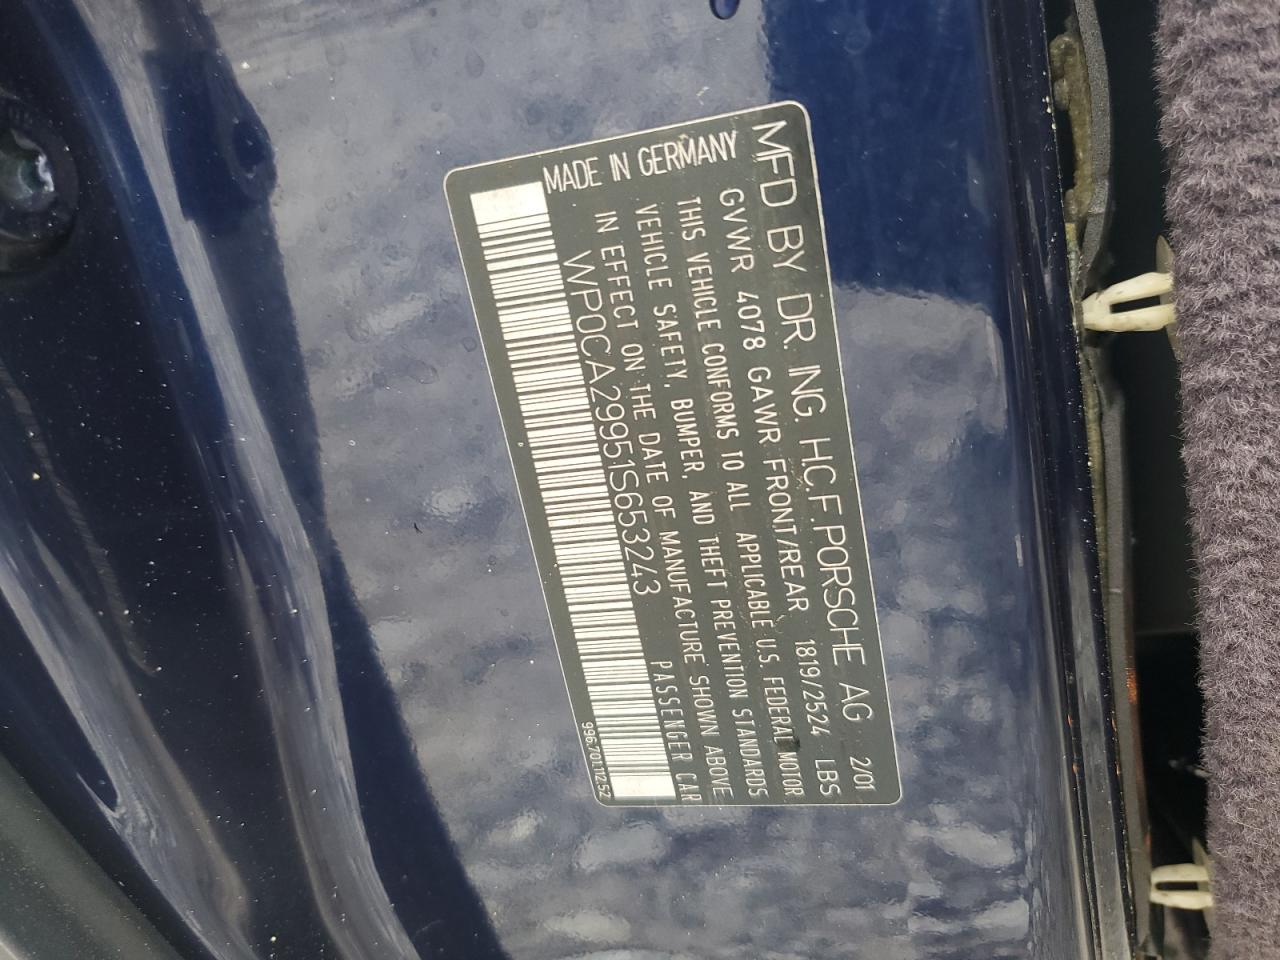 MFD BY DR. ING. H.C.F. PORSCHE AG 2/01
GVWR 4078 GAWR FRONT/REAR 1819/2524 LBS
THIS VEHICLE CONFORMS TO ALL APPLICABLE U.S. FEDERAL MOTOR
VEHICLE SAFETY, BUMPER, AND THEFT PREVENTION STANDARDS
IN EFFECT ON THE DATE OF MANUFACTURE SHOWN ABOVE
WP0CA29951S653243 PASSENGER CAR
MADE IN GERMANY
996.701.112.52